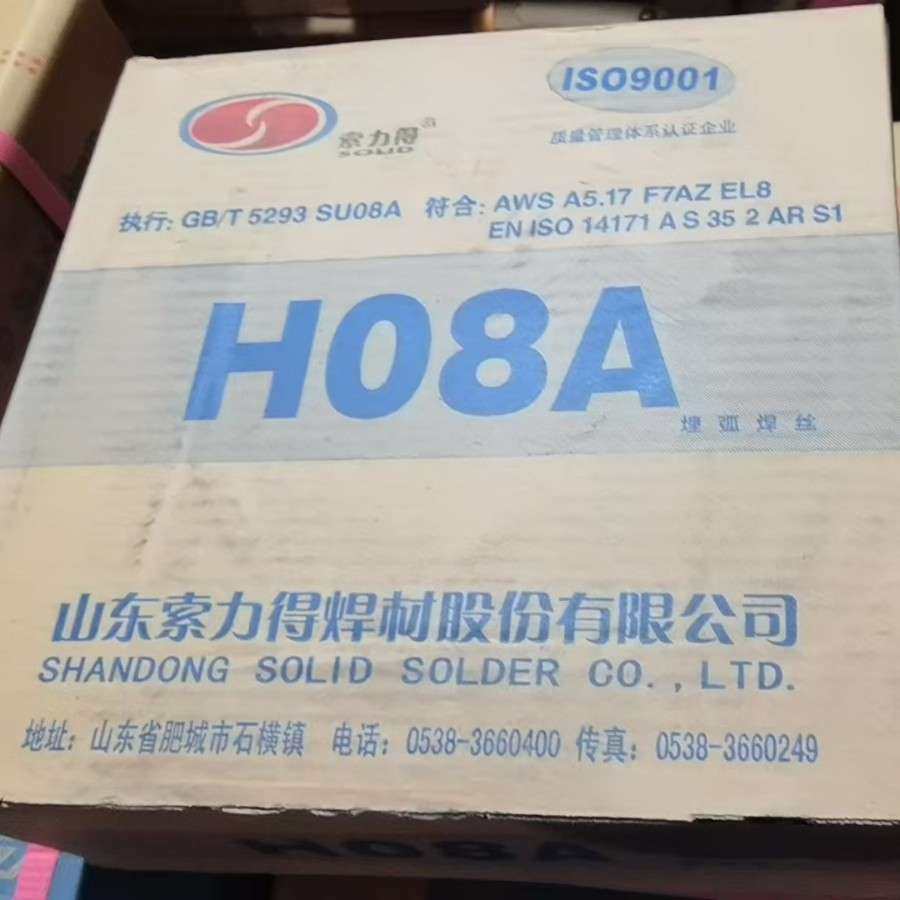 ISO9001
索力得®
SOLID
质量管理体系认证企业
执行: GB/T 5293 SU08A 符合: AWS A5.17 F7AZ EL8
EN ISO 14171 A S 35 2 AR S1
H08A
埋弧焊丝
山东索力得焊材股份有限公司
SHANDONG SOLID SOLDER CO.,LTD.
地址: 山东省肥城市石横镇 电话: 0538-3660400 传真: 0538-3660249
H08A